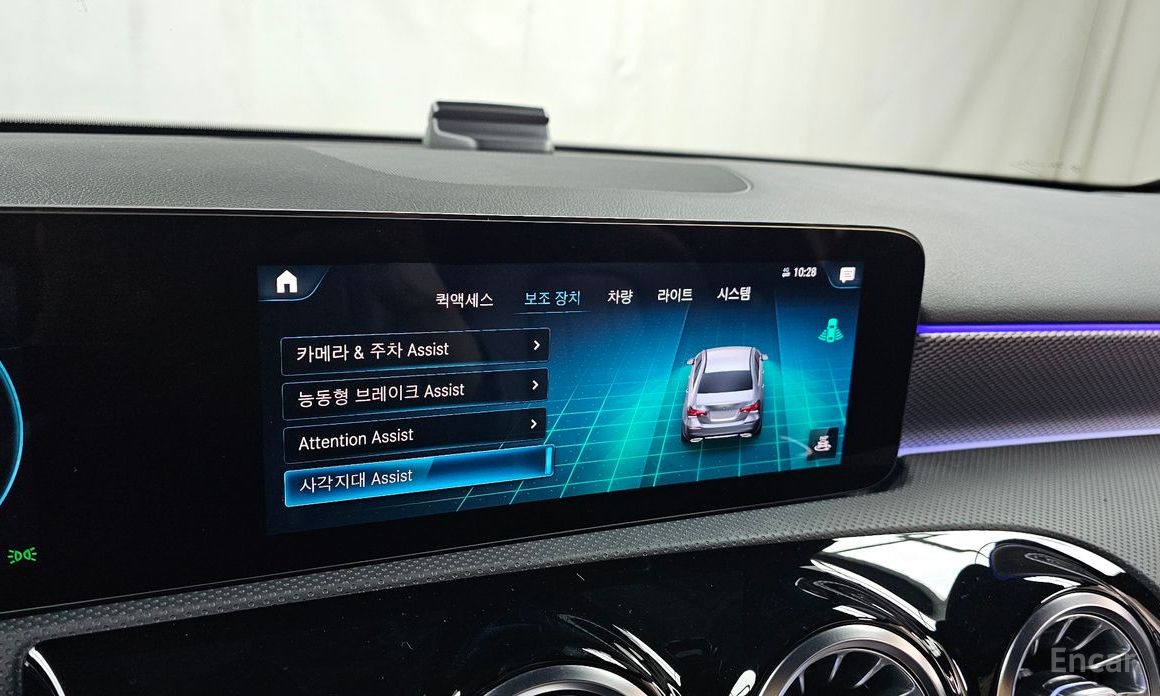 10:28
퀵액세스 보조 장치 차량 라이트 시스템
카메라 & 주차 Assist
능동형 브레이크 Assist
Attention Assist
사각지대 Assist
Encar